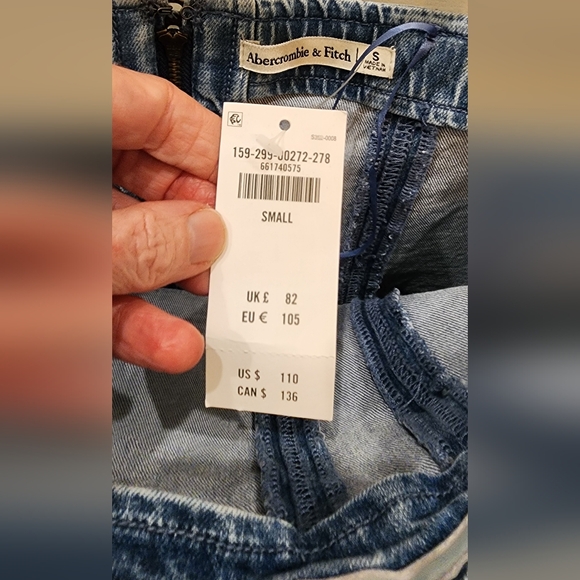 Abercrombie & Fitch
S
MADE IN
VIETNAM
159-299-00272-278
661740575
SMALL
UK £ 82
EU € 105
US $ 110
CAN $ 136